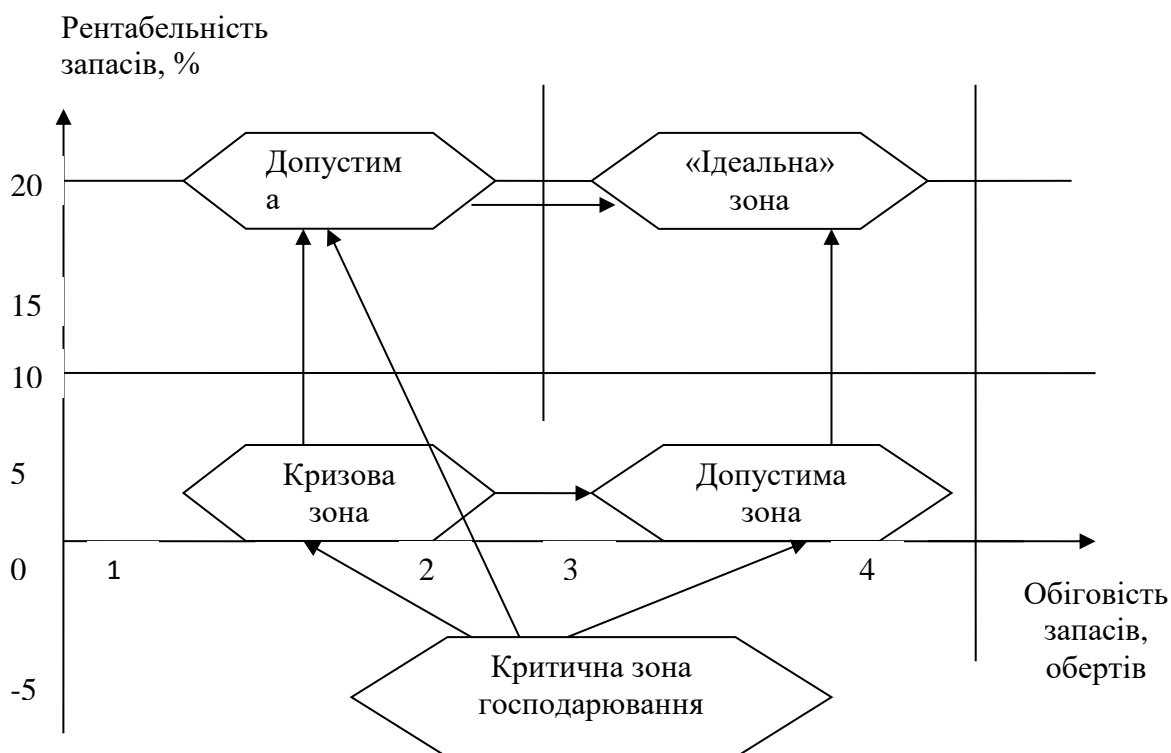 Рентабельність
запасів, %
Допустим
а
«Ідеальна»
зона
20
15
10
5
Кризова
зона
Допустима
зона
0 1 2 3 4
Обіговість
запасів,
обертів
Критична зона
господарювання
-5